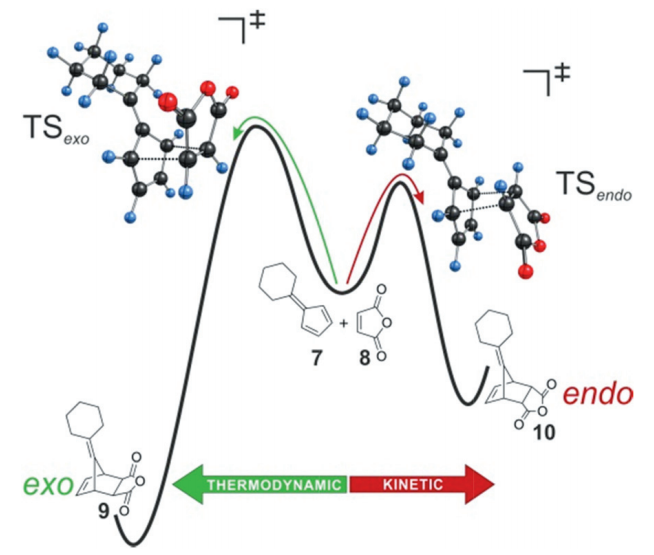 ‡
‡
TSexo
TSendo
O
O
O
+
7
8
O
O
O
10
endo
O
O
O
9
exo
THERMODYNAMIC
KINETIC